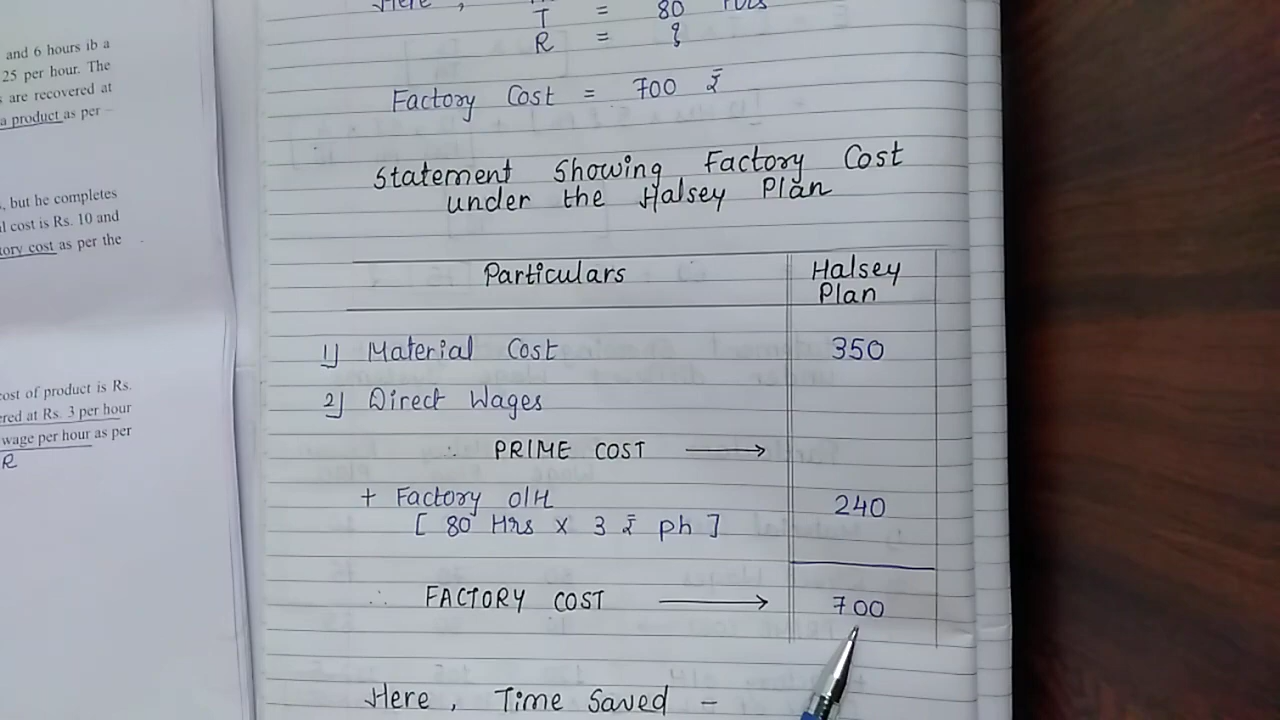 and 6 hours ib a
25 per hour. The
are recovered at
a product as per –
, but he completes
l cost is Rs. 10 and
tory cost as per the
cost of product is Rs.
ered at Rs. 3 per hour
wage per hour as per
R
Here ,
T = 80
R = ?
Factory Cost = 700 ₹
Statement Showing Factory Cost
under the Halsey Plan
Particulars Halsey
Plan
1) Material Cost 350
2) Direct Wages
∴ PRIME COST →
+ Factory o/H 240
[ 80 Hrs x 3 ₹ ph ]
∴ FACTORY COST → 700
Here , Time Saved –